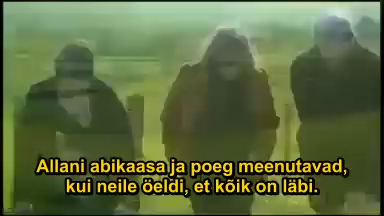 Allani abikaasa ja poeg meenutavad,
kui neile öeldi, et kõik on läbi.